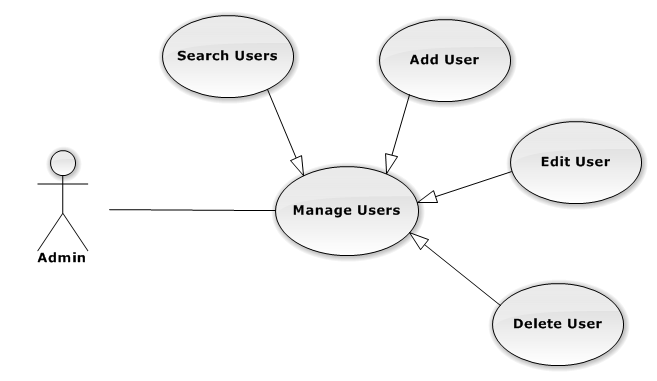 Search Users
Add User
Edit User
Manage Users
Admin
Delete User